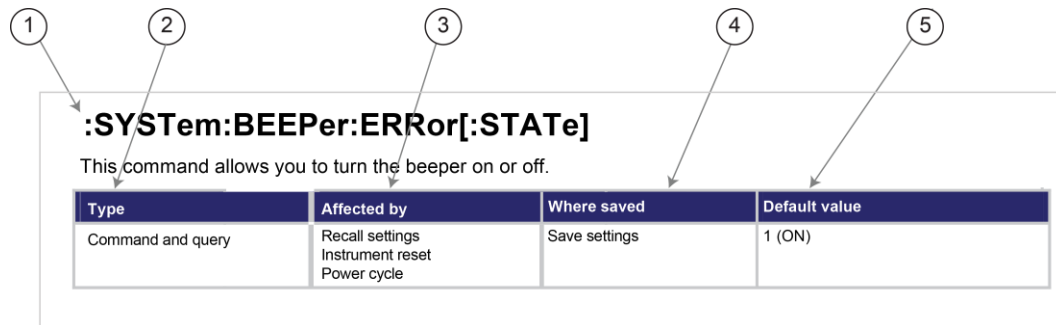 1 2 3 4 5
:SYSTem:BEEPer:ERRor[:STATe]
This command allows you to turn the beeper on or off.
Type Affected by Where saved Default value
Command and query Recall settings Save settings 1 (ON)
Instrument reset
Power cycle